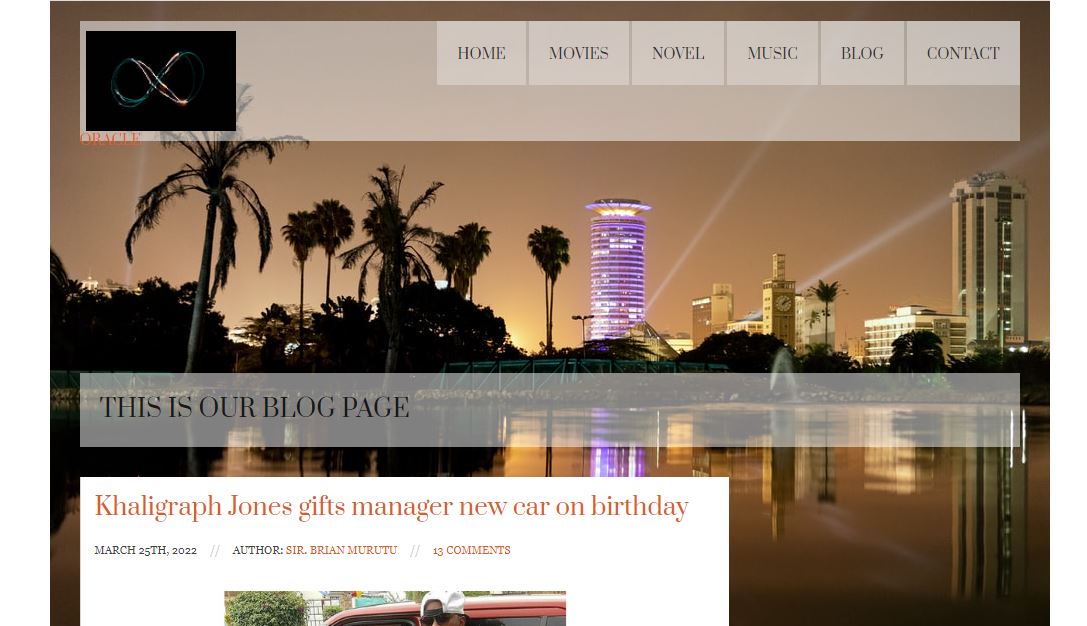 HOME MOVIES NOVEL MUSIC BLOG CONTACT
ORACLE
THIS IS OUR BLOG PAGE
Khaligraph Jones gifts manager new car on birthday
MARCH 25TH, 2022 // AUTHOR: SIR. BRIAN MURUTU // 13 COMMENTS